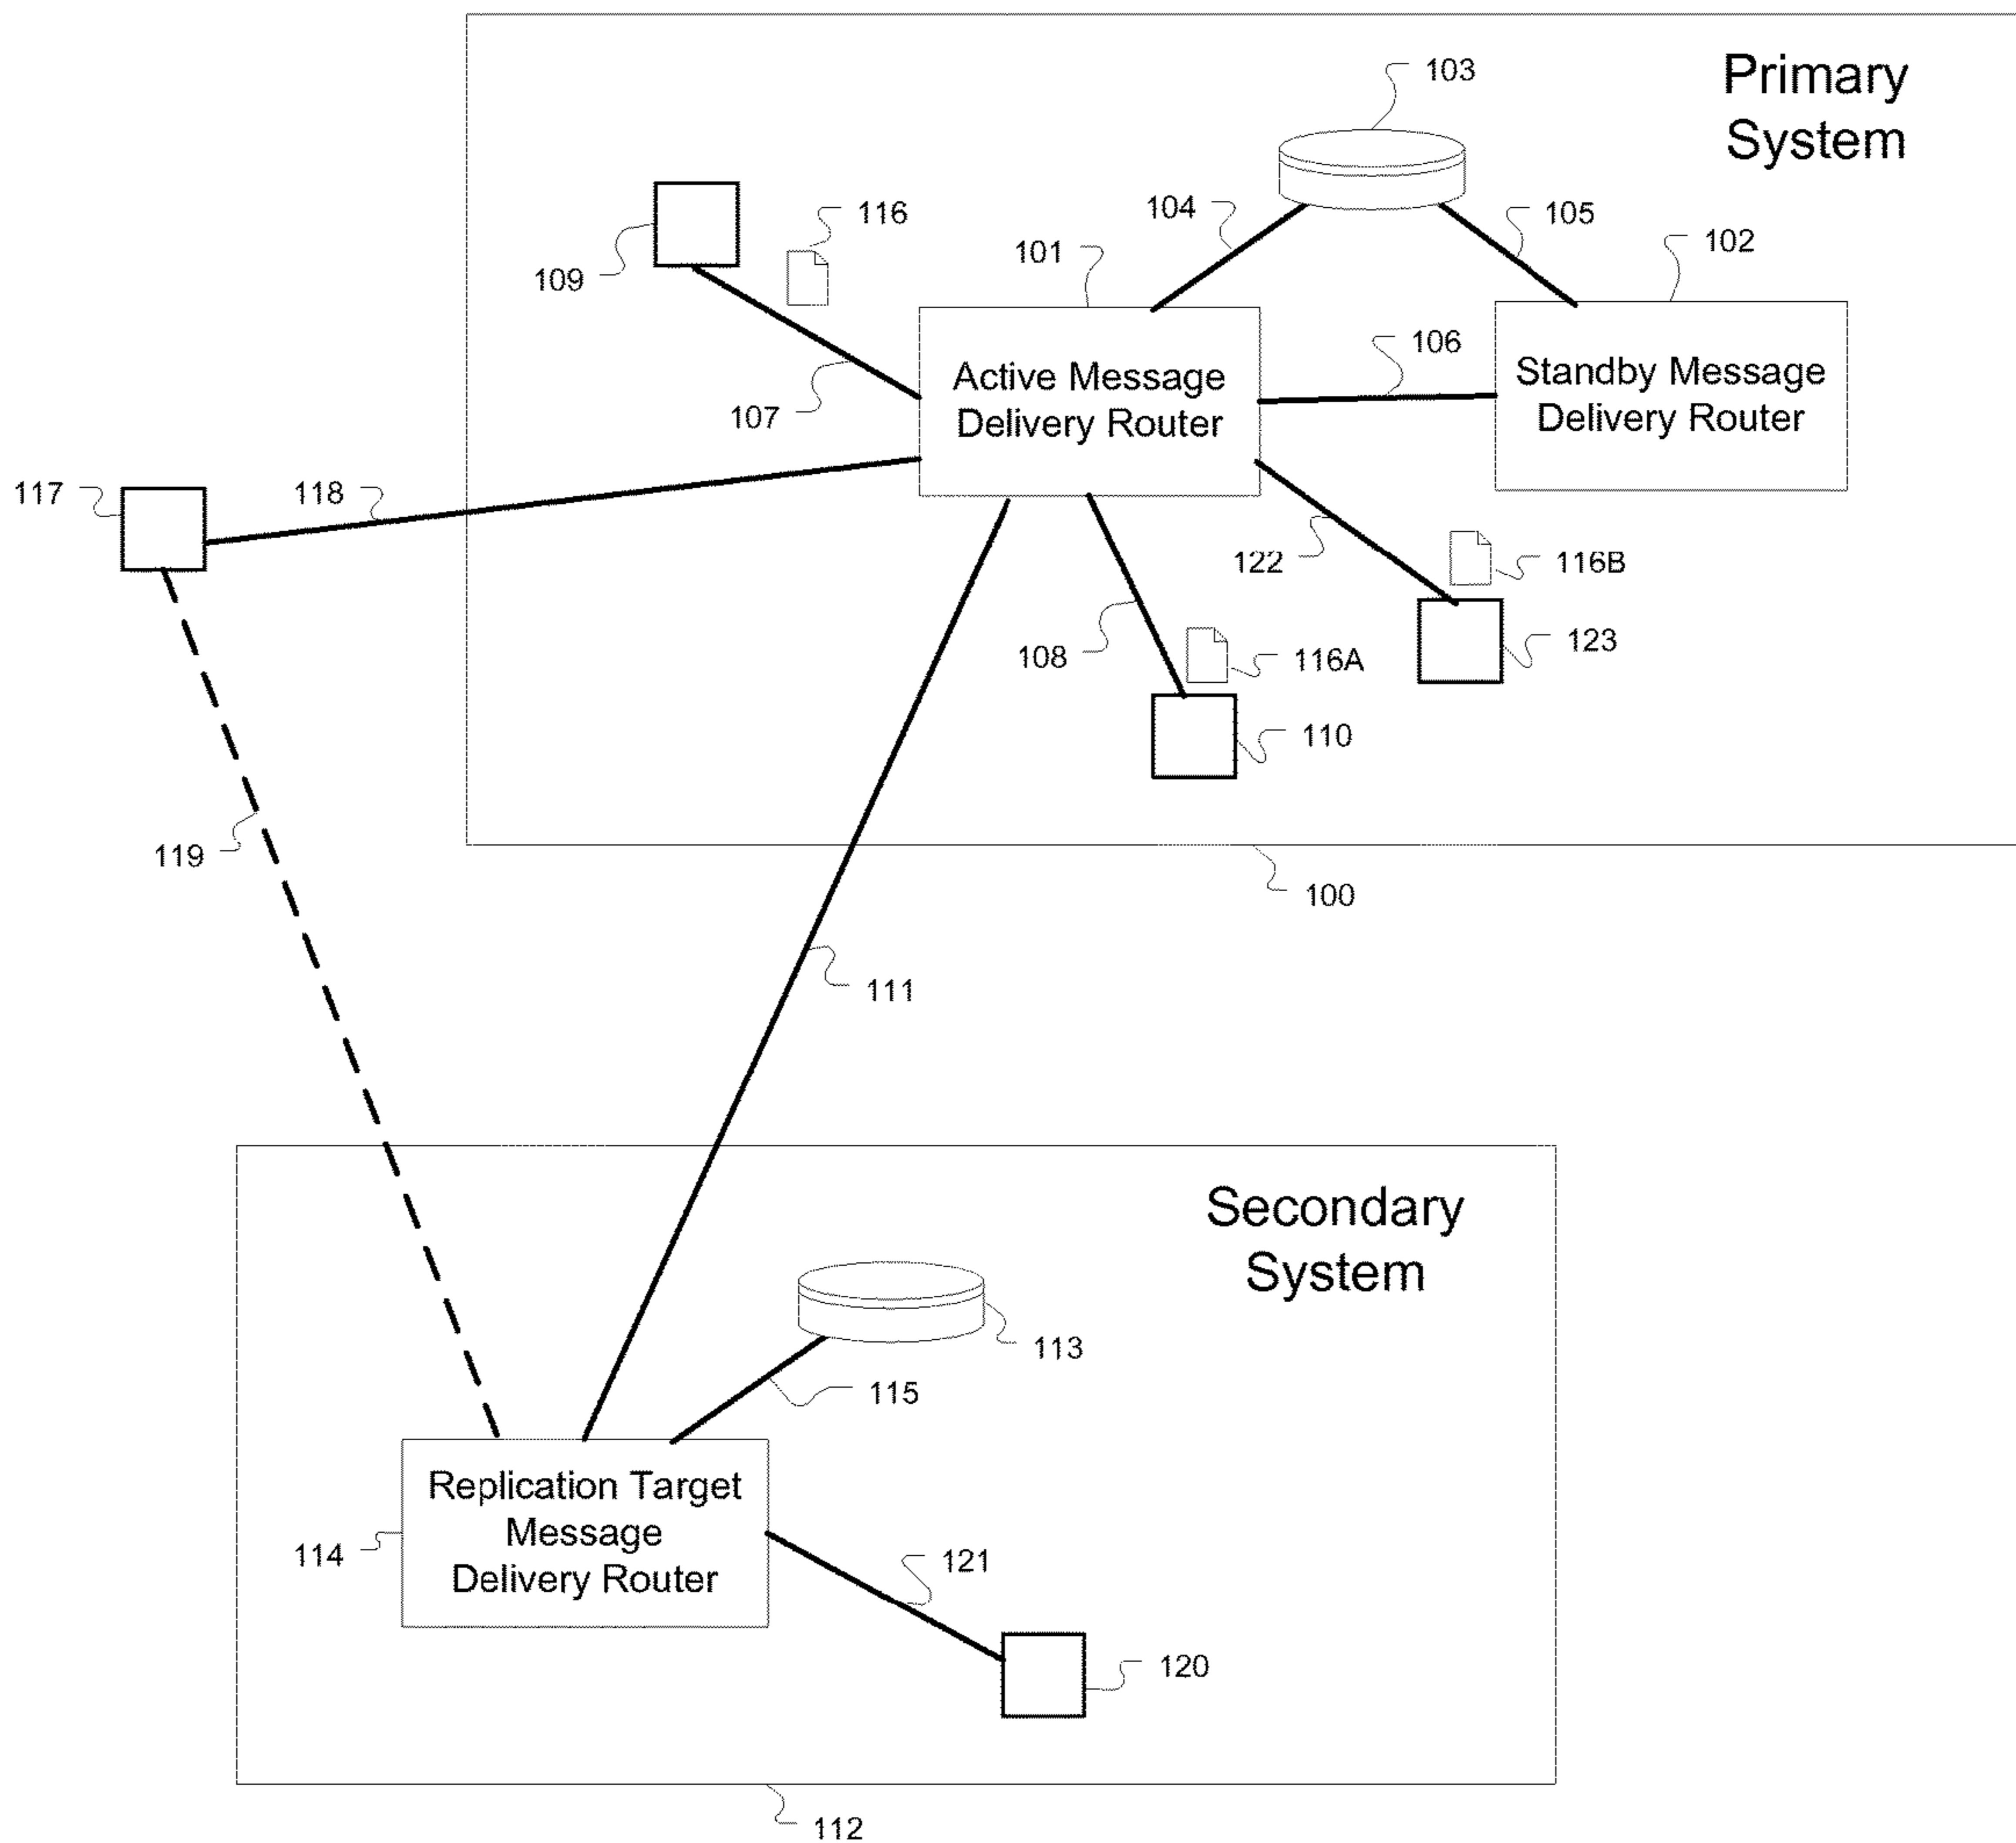 103
Primary
System
116
104
105
101
102
109
106
Active Message
Delivery Router
Standby Message
Delivery Router
107
117
118
122
116B
108
116A
123
110
119
100
111
Secondary
System
113
115
Replication Target
Message
Delivery Router
114
121
120
112